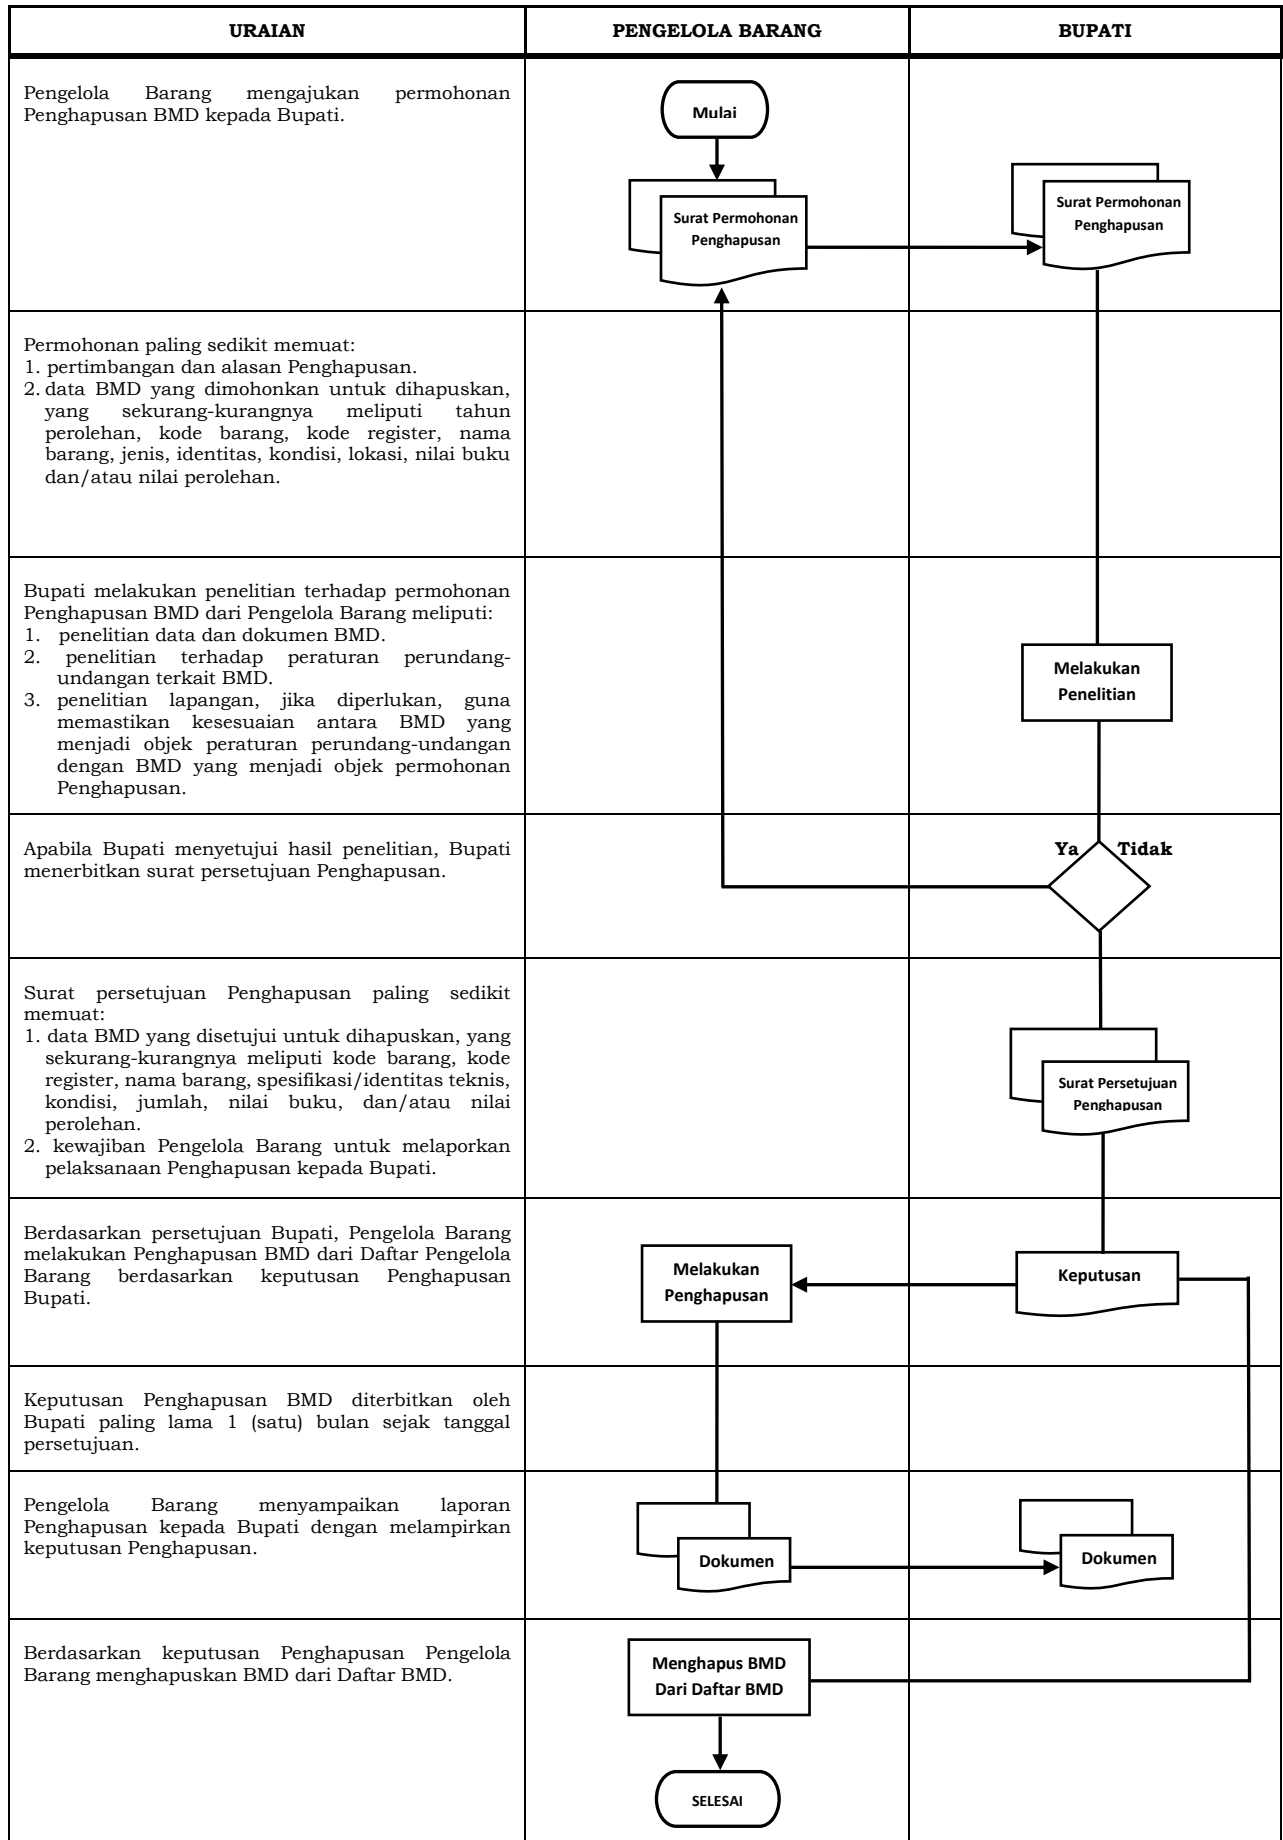 URAIAN
PENGELOLA BARANG
BUPATI
Pengelola Barang mengajukan permohonan
Penghapusan BMD kepada Bupati.
Mulai
Surat Permohonan
Penghapusan
Surat Permohonan
Penghapusan
Permohonan paling sedikit memuat:
1. pertimbangan dan alasan Penghapusan.
2. data BMD yang dimohonkan untuk dihapuskan,
yang sekurang-kurangnya meliputi tahun
perolehan, kode barang, kode register, nama
barang, jenis, identitas, kondisi, lokasi, nilai buku
dan/atau nilai perolehan.
Bupati melakukan penelitian terhadap permohonan
Penghapusan BMD dari Pengelola Barang meliputi:
1. penelitian data dan dokumen BMD.
2. penelitian terhadap peraturan perundang-
undangan terkait BMD.
3. penelitian lapangan, jika diperlukan, guna
memastikan kesesuaian antara BMD yang
menjadi objek peraturan perundang-undangan
dengan BMD yang menjadi objek permohonan
Penghapusan.
Melakukan
Penelitian
Apabila Bupati menyetujui hasil penelitian, Bupati
menerbitkan surat persetujuan Penghapusan.
Ya Tidak
Surat persetujuan Penghapusan paling sedikit
memuat:
1. data BMD yang disetujui untuk dihapuskan, yang
sekurang-kurangnya meliputi kode barang, kode
register, nama barang, spesifikasi/identitas teknis,
kondisi, jumlah, nilai buku, dan/atau nilai
perolehan.
2. kewajiban Pengelola Barang untuk melaporkan
pelaksanaan Penghapusan kepada Bupati.
Surat Persetujuan
Penghapusan
Berdasarkan persetujuan Bupati, Pengelola Barang
melakukan Penghapusan BMD dari Daftar Pengelola
Barang berdasarkan keputusan Penghapusan
Bupati.
Melakukan
Penghapusan
Keputusan
Keputusan Penghapusan BMD diterbitkan oleh
Bupati paling lama 1 (satu) bulan sejak tanggal
persetujuan.
Pengelola Barang menyampaikan laporan
Penghapusan kepada Bupati dengan melampirkan
keputusan Penghapusan.
Dokumen
Dokumen
Berdasarkan keputusan Penghapusan Pengelola
Barang menghapuskan BMD dari Daftar BMD.
Menghapus BMD
Dari Daftar BMD
SELESAI